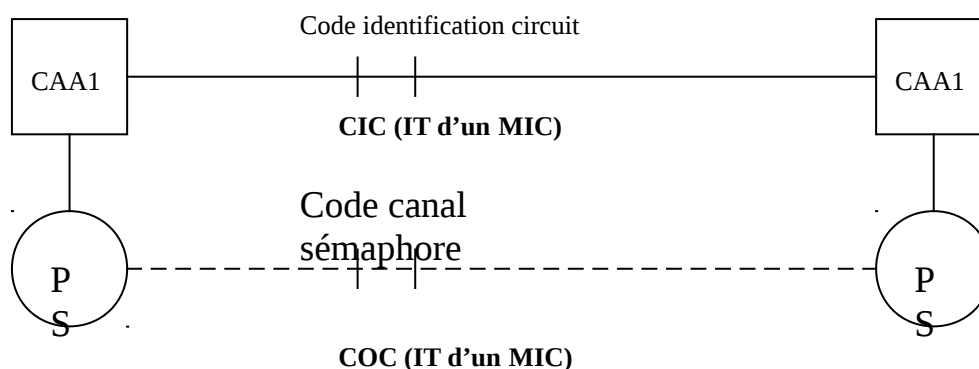 Code identification circuit
CAA1
CAA1
CIC (IT d'un MIC)
Code canal
sémaphore
P
S
P
S
COC (IT d'un MIC)